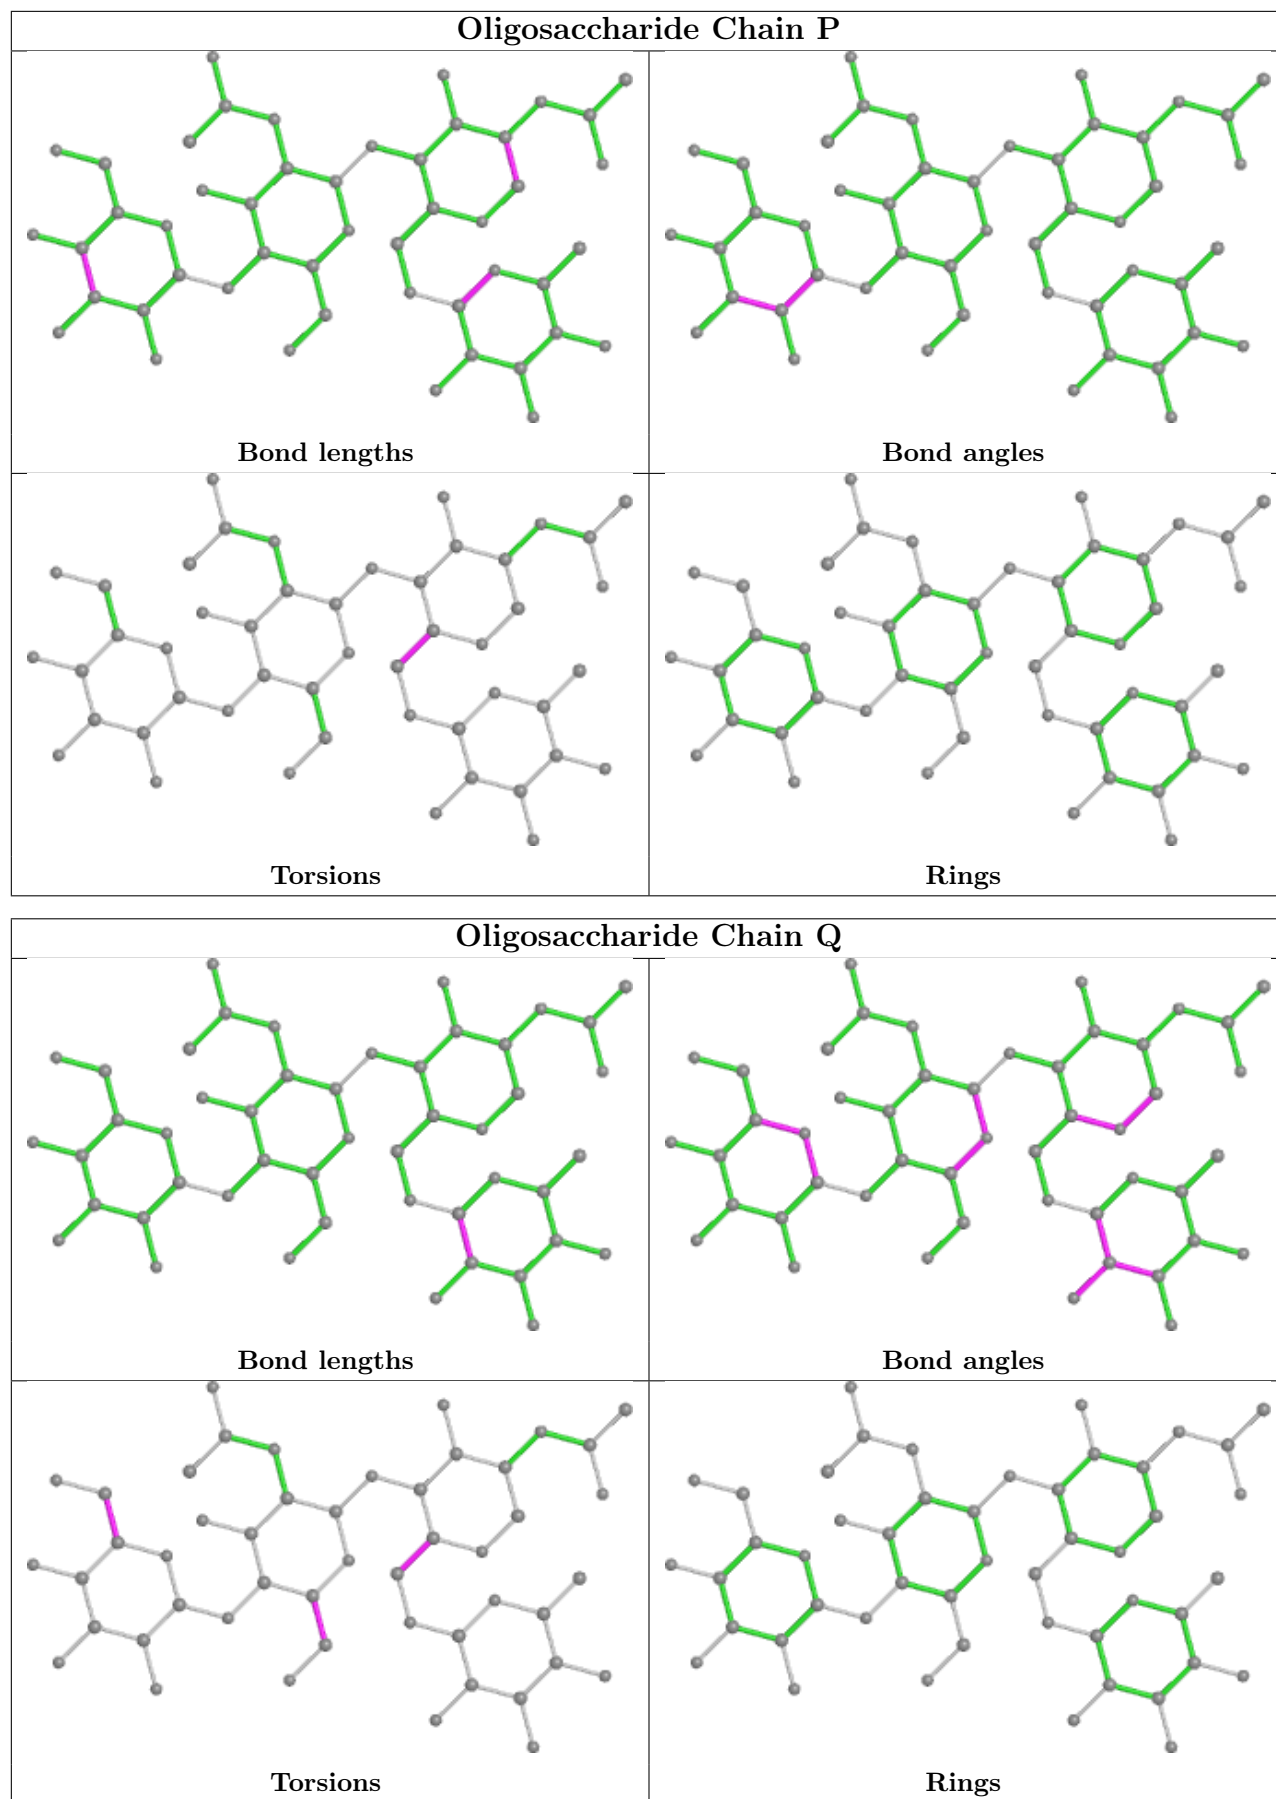 Oligosaccharide Chain P
Bond lengths
Bond angles
Torsions
Rings
Oligosaccharide Chain Q
Bond lengths
Bond angles
Torsions
Rings